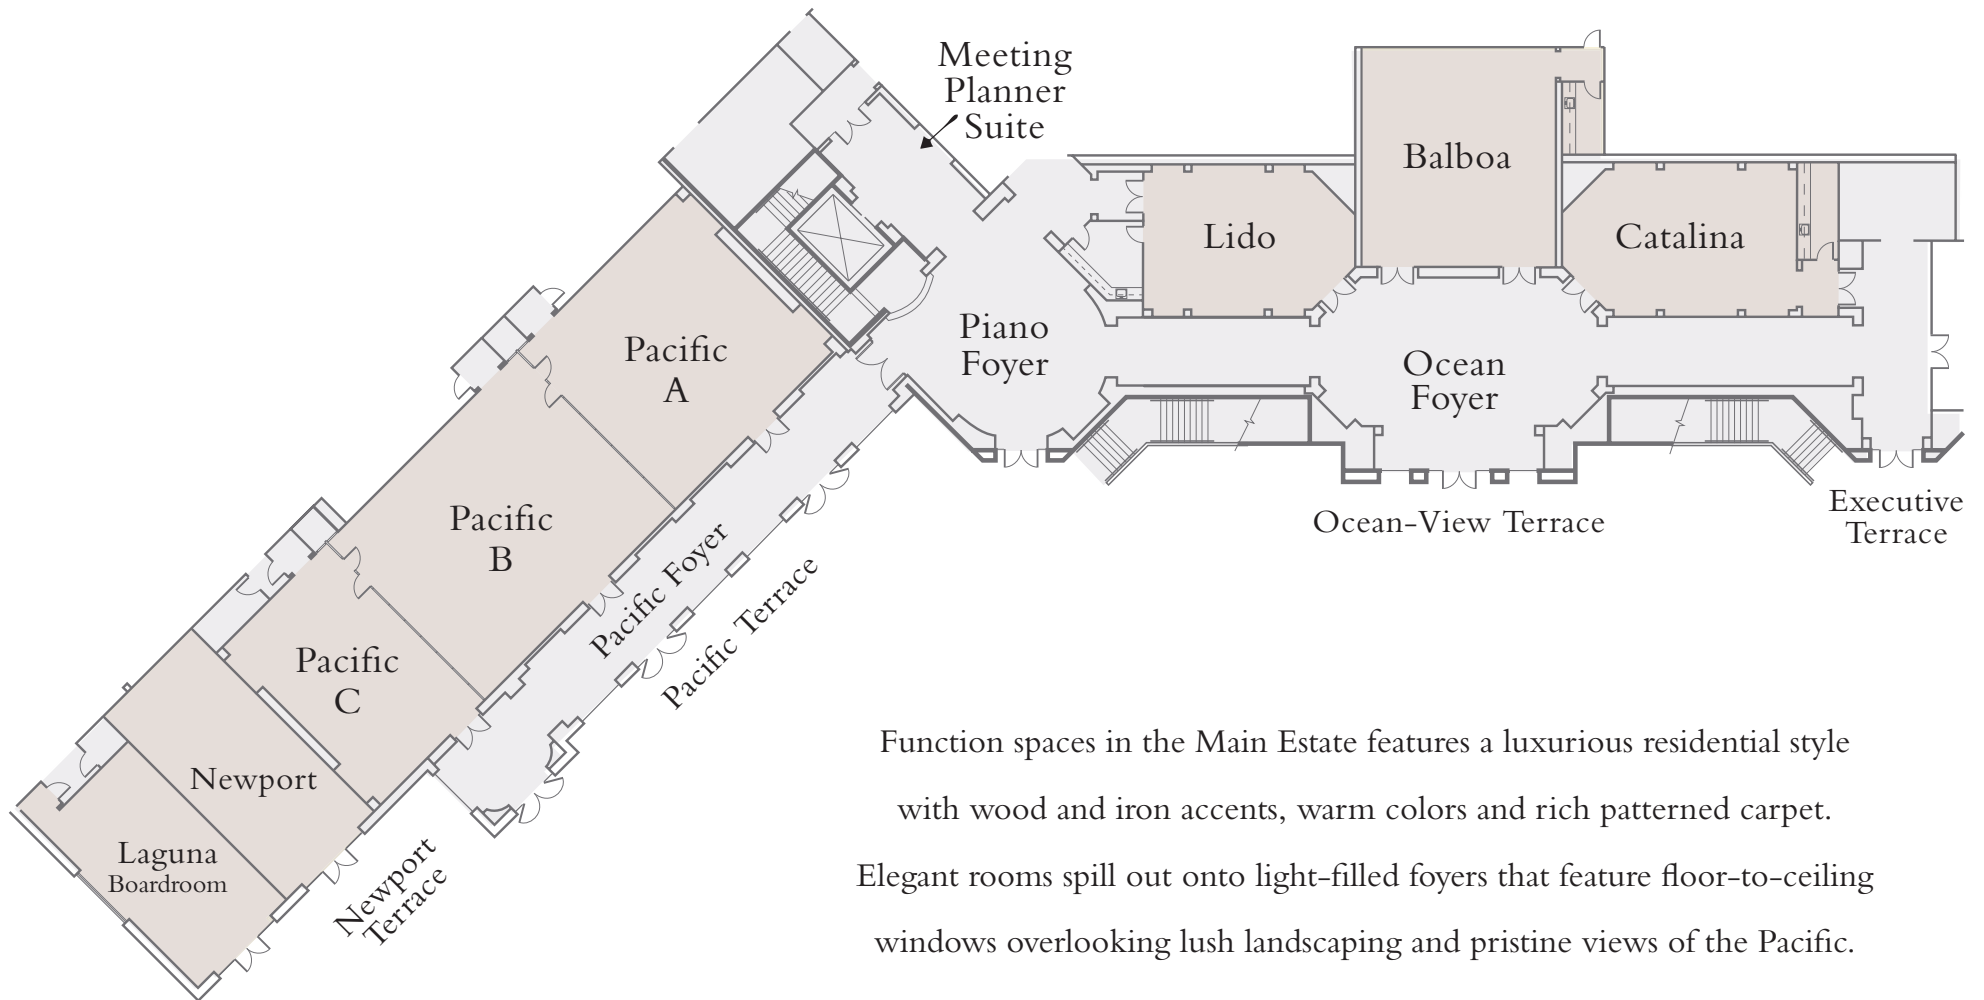 Meeting
Planner
Suite
Balboa
Lido
Catalina
Piano
Foyer
Ocean
Foyer
Pacific
A
Pacific
B
Pacific
C
Pacific Foyer
Pacific Terrace
Ocean-View Terrace
Executive
Terrace
Newport
Laguna
Boardroom
Newport
Terrace
Function spaces in the Main Estate features a luxurious residential style
with wood and iron accents, warm colors and rich patterned carpet.
Elegant rooms spill out onto light-filled foyers that feature floor-to-ceiling
windows overlooking lush landscaping and pristine views of the Pacific.